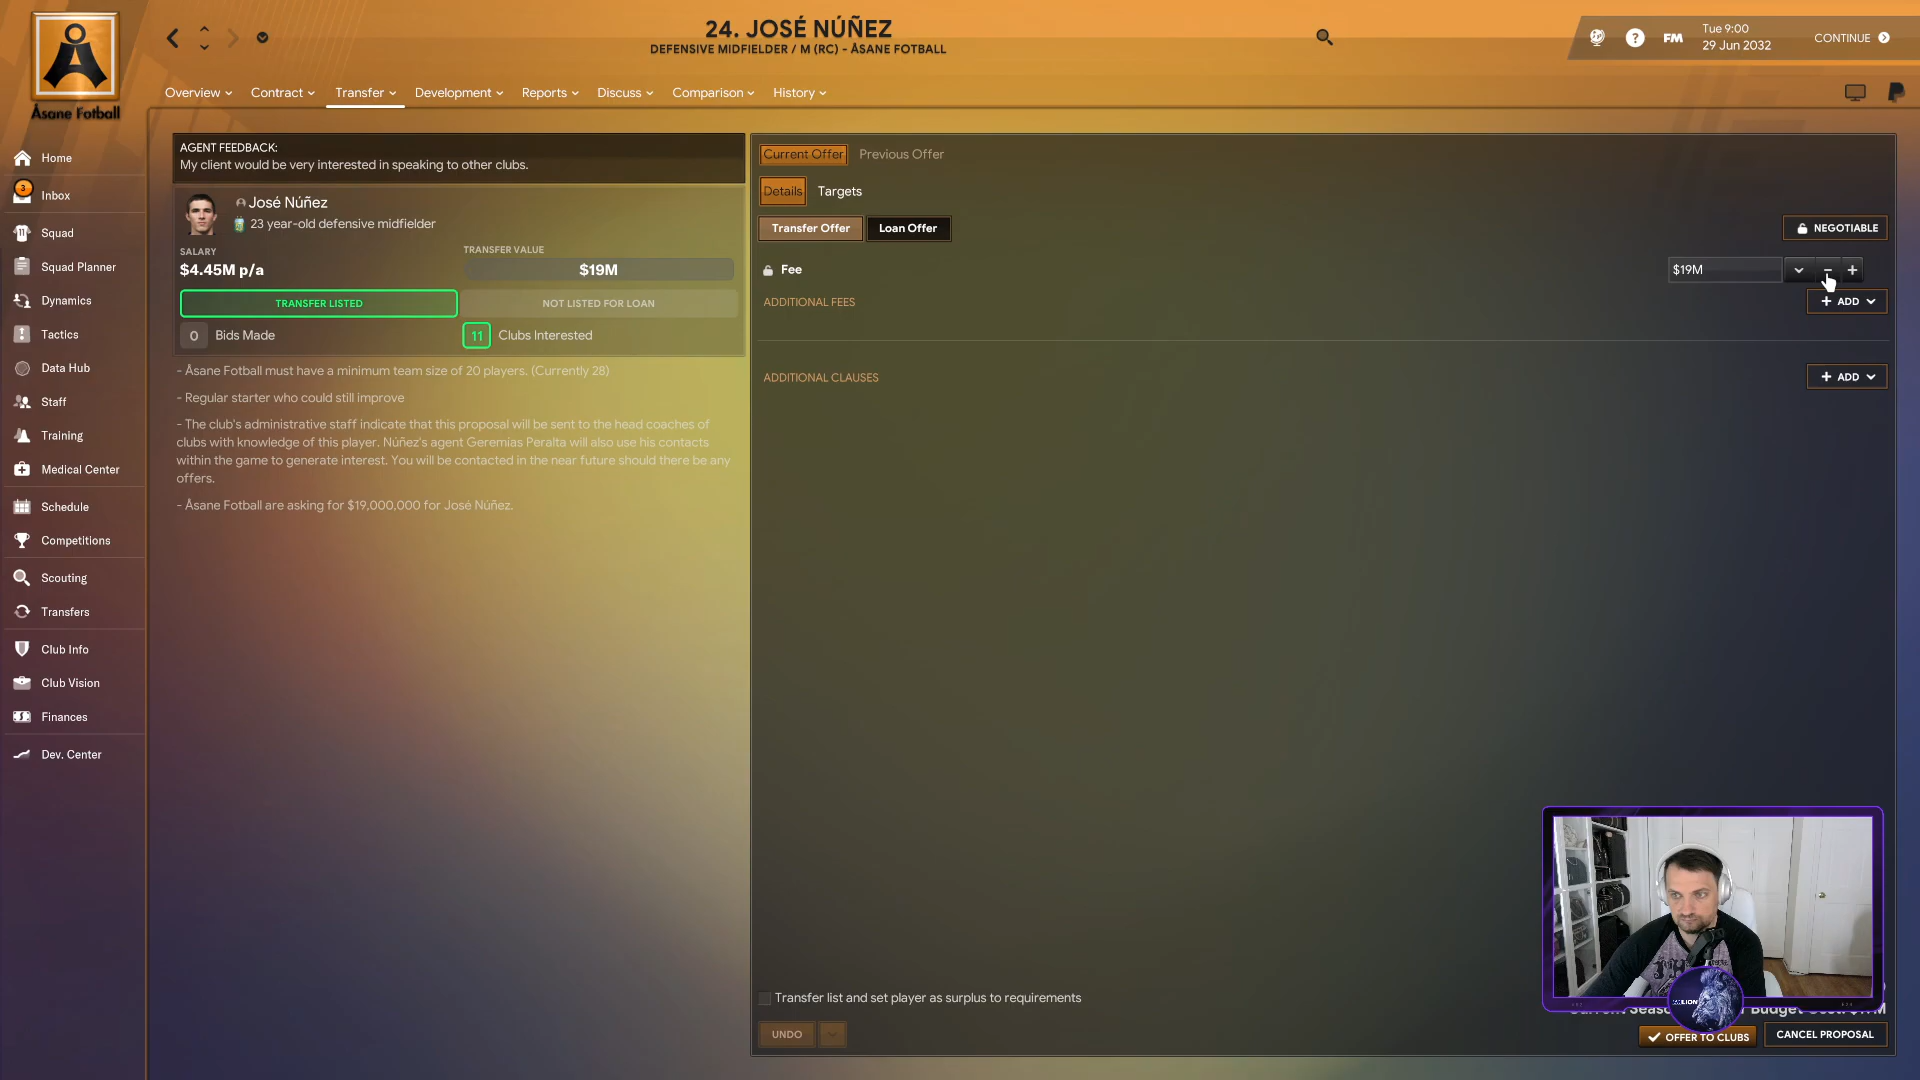 24. JOSÉ NÚÑEZ
DEFENSIVE MIDFIELDER / M (RC) - ÅSANE FOTBALL
FM
Tue 9:00
29 Jun 2032
CONTINUE
Åsane Fotball
Overview
Contract
Transfer
Development
Reports
Discuss
Comparison
History
Home
3
Inbox
Squad
Squad Planner
Dynamics
Tactics
Data Hub
Staff
Training
Medical Center
Schedule
Competitions
Scouting
Transfers
Club Info
Club Vision
Finances
Dev. Center
AGENT FEEDBACK:
My client would be very interested in speaking to other clubs.
José Núñez
23 year-old defensive midfielder
SALARY
$4.45M p/a
TRANSFER VALUE
$19M
TRANSFER LISTED
NOT LISTED FOR LOAN
0 Bids Made
11 Clubs Interested
- Åsane Fotball must have a minimum team size of 20 players. (Currently 28)
- Regular starter who could still improve
- The club's administrative staff indicate that this proposal will be sent to the head coaches of
clubs with knowledge of this player. Núñez's agent Geremías Peralta will also use his contacts
within the game to generate interest. You will be contacted in the near future should there be any
offers.
- Åsane Fotball are asking for $19,000,000 for José Núñez.
Current Offer
Previous Offer
Details
Targets
Transfer Offer
Loan Offer
NEGOTIABLE
Fee
$19M
ADDITIONAL FEES
ADD
ADDITIONAL CLAUSES
ADD
Transfer list and set player as surplus to requirements
UNDO
LION
Budget
OFFER TO CLUBS
CANCEL PROPOSAL